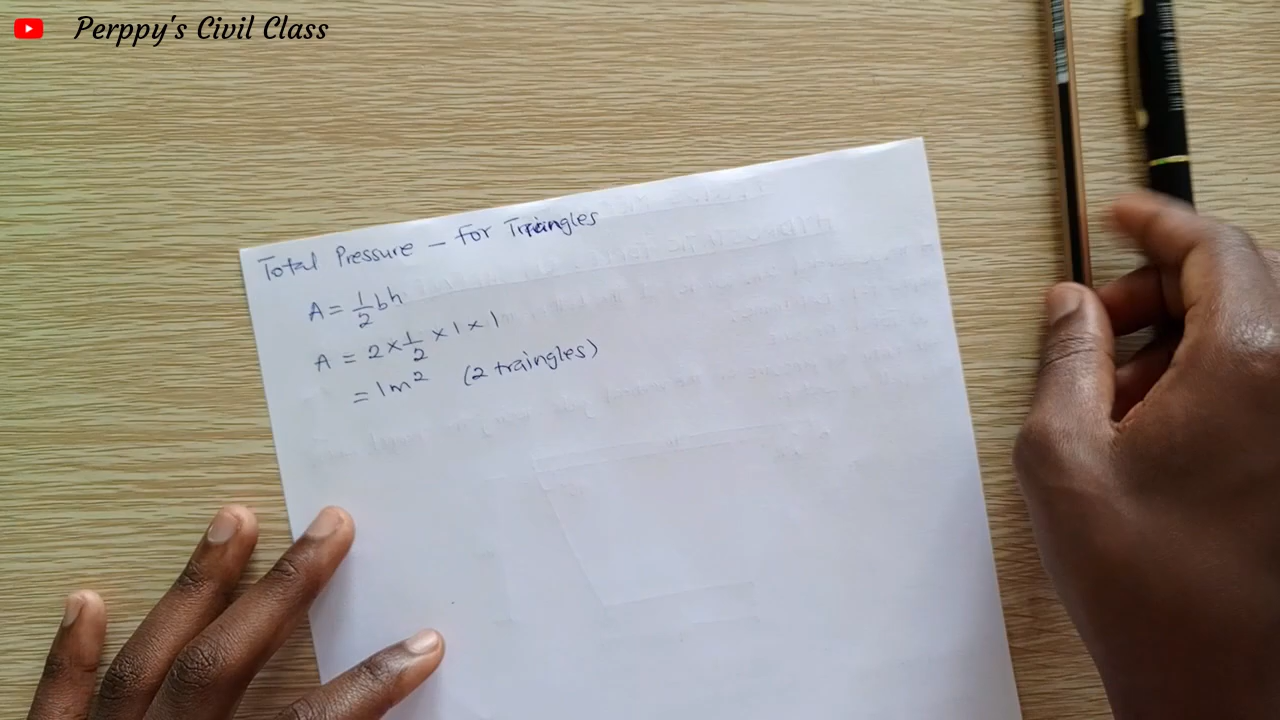 Perppy's Civil Class
Total Pressure - for Traingles
A = 1/2 bh
A = 2 × 1/2 × 1 × 1
= 1m² (2 traingles)